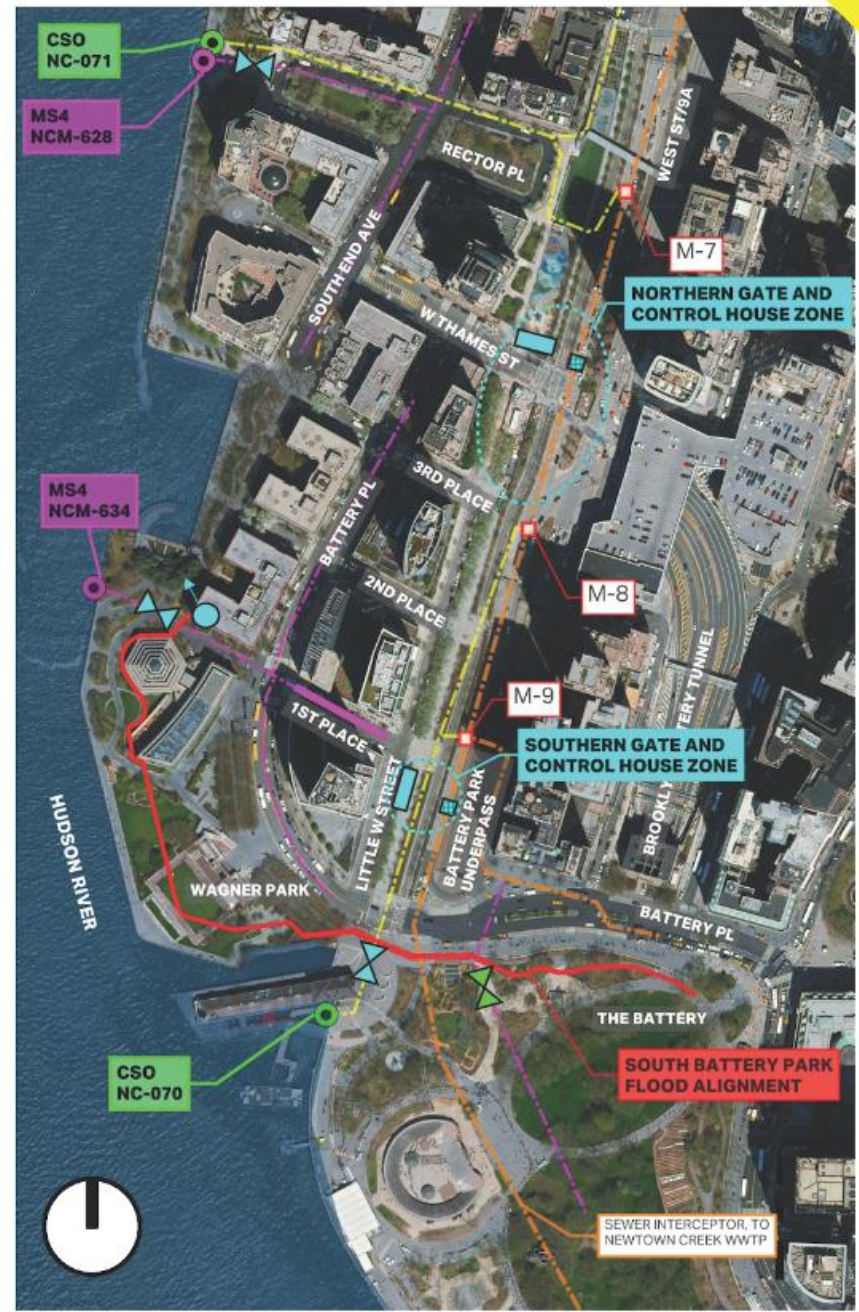 CSO
NC-071
MS4
NCM-628
WEST ST/9A
RECTOR PL
M-7
SOUTH END AVE
NORTHERN GATE AND
CONTROL HOUSE ZONE
W THAMES ST
3RD PLACE
MS4
NCM-634
BATTERY PL
M-8
2ND PLACE
BROOKLYN BATTERY TUNNEL
M-9
1ST PLACE
SOUTHERN GATE AND
CONTROL HOUSE ZONE
LITTLE W STREET
BATTERY PARK
UNDERPASS
HUDSON RIVER
WAGNER PARK
BATTERY PL
THE BATTERY
CSO
NC-070
SOUTH BATTERY PARK
FLOOD ALIGNMENT
SEWER INTERCEPTOR, TO
NEWTOWN CREEK WWTP